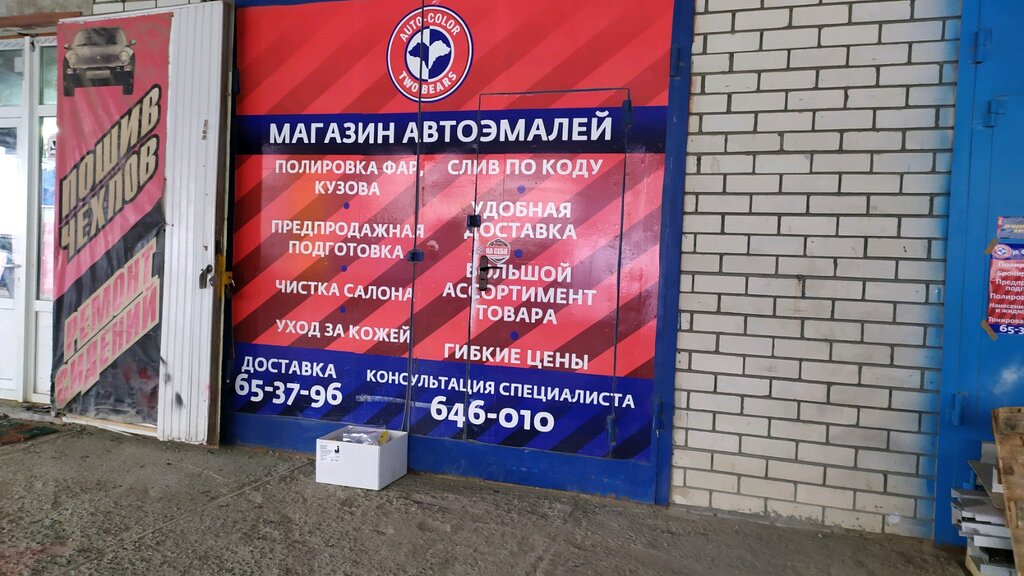 ПОШИВ
ЧЕХЛОВ
РЕМОНТ
СИДЕНИЙ
AUTO-COLOR
TWO BEARS
МАГАЗИН АВТОЭМАЛЕЙ
ПОЛИРОВКА ФАР,
КУЗОВА
ПРЕДПРОДАЖНАЯ
ПОДГОТОВКА
ЧИСТКА САЛОНА
УХОД ЗА КОЖЕЙ
СЛИВ ПО КОДУ
УДОБНАЯ
ДОСТАВКА
НА СЕБЯ
БОЛЬШОЙ
АССОРТИМЕНТ
ТОВАРА
ГИБКИЕ ЦЕНЫ
ДОСТАВКА
65-37-96
КОНСУЛЬТАЦИЯ СПЕЦИАЛИСТА
646-010